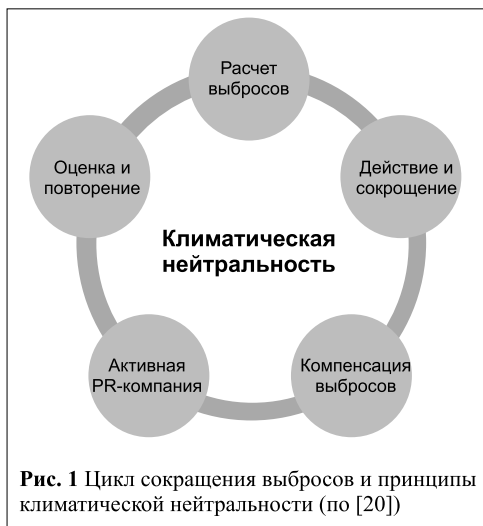 Расчет
выбросов
Оценка и
повторение
Действие и
сокрощение
Климатическая
нейтральность
Активная
PR-компания
Компенсация
выбросов
Рис. 1 Цикл сокращения выбросов и принципы
климатической нейтральности (по [20])